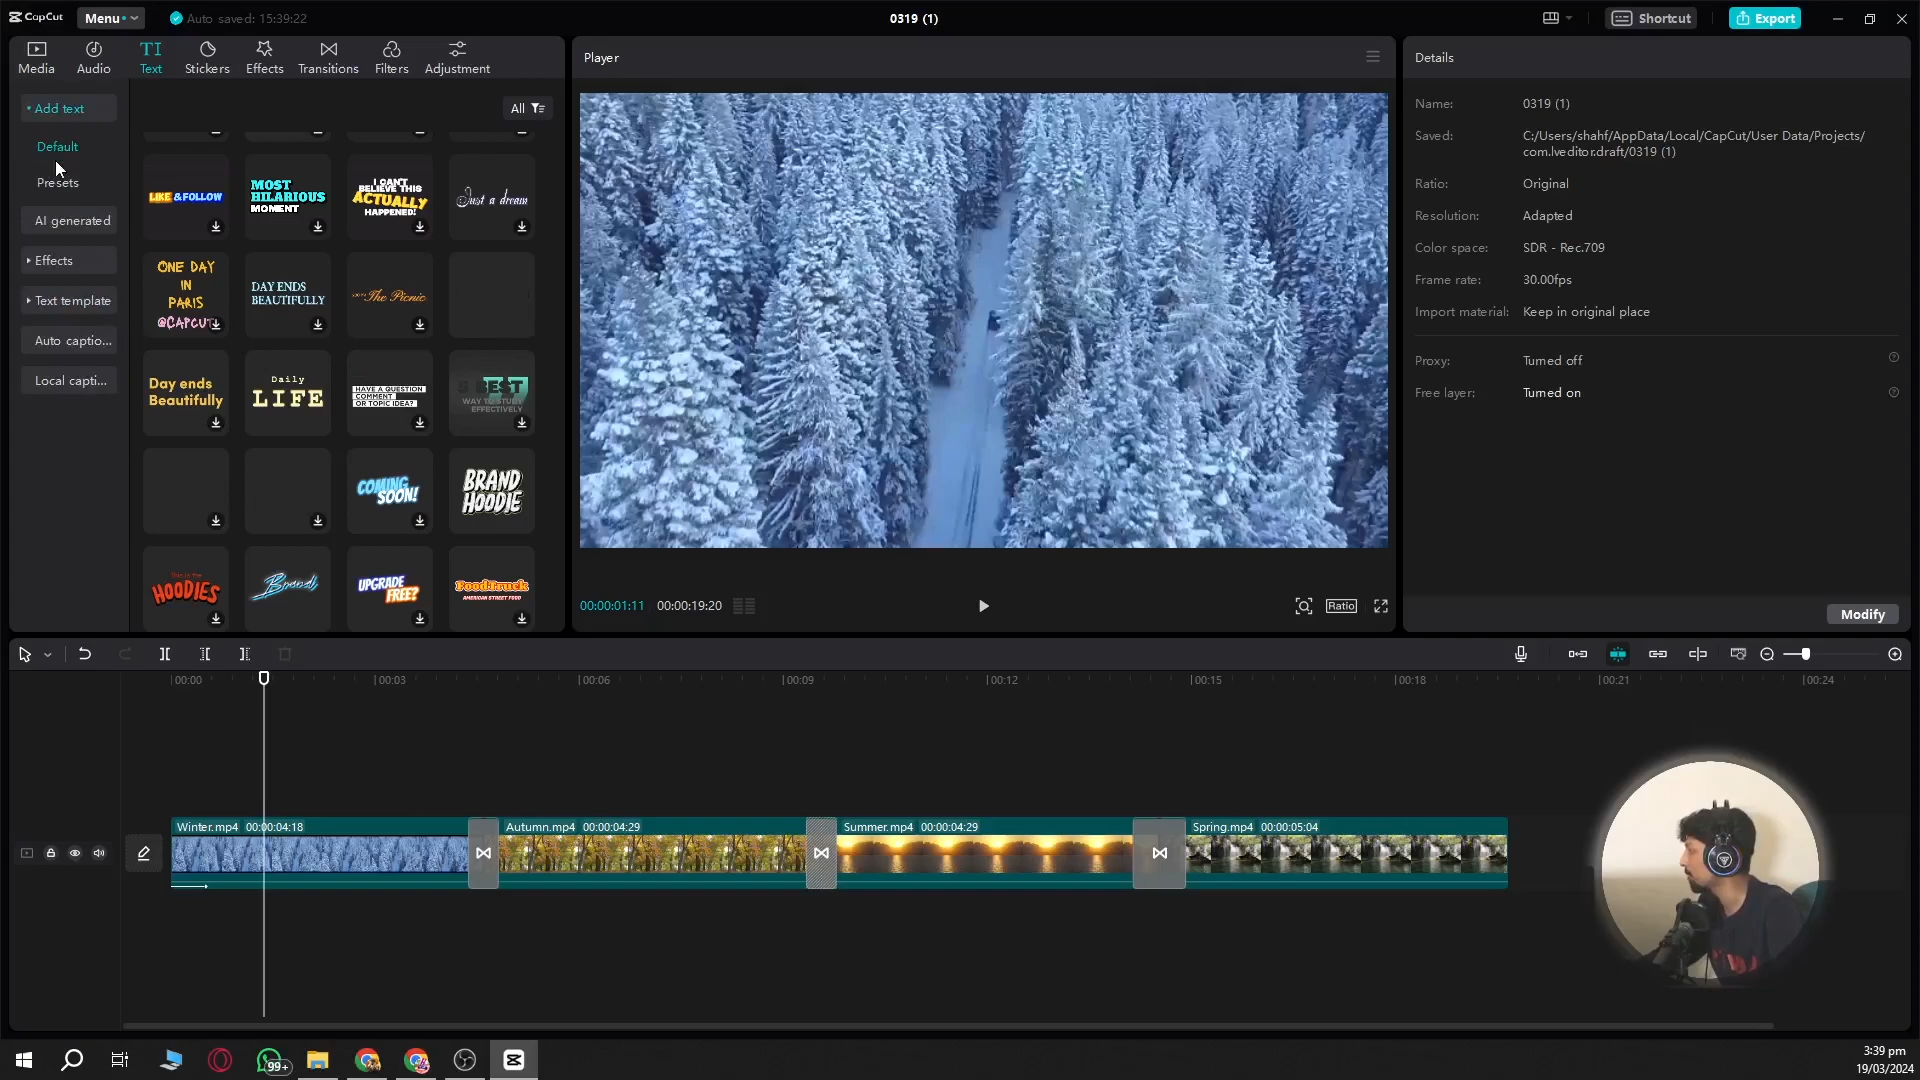 CapCut
Menu
Auto saved: 15:39:22
0319 (1)
Shortcut
Export
Media
Audio
TI
Text
Stickers
Effects
Transitions
Filters
Adjustment
Add text
Default
Presets
AI generated
Effects
Text template
Auto captio...
Local capti...
All
LIKE & FOLLOW
MOST
HILARIOUS
MOMENT
I CAN'T
BELIEVE THIS
ACTUALLY
HAPPENED!
Just a dream
ONE DAY
IN
PARIS
@CAPCUT
DAY ENDS
BEAUTIFULLY
The Picnic
Day ends
Beautifully
Daily
LIFE
HAVE A QUESTION
COMMENT
OR TOPIC IDEA?
BEST
WAY TO STUDY
EFFECTIVELY
COMING
SOON!
BRAND
HOODIE
HOODIES
Brand
UPGRADE
FREE?
FoodTruck
AMERICAN STREET FOOD
Player
00:00:01:11
00:00:19:20
Ratio
Details
Name:
0319 (1)
Saved:
C:/Users/shahf/AppData/Local/CapCut/User Data/Projects/
com.lveditor.draft/0319 (1)
Ratio:
Original
Resolution:
Adapted
Color space:
SDR - Rec.709
Frame rate:
30.00fps
Import material:
Keep in original place
Proxy:
Turned off
Free layer:
Turned on
Modify
00:00
00:03
00:06
00:09
00:12
00:15
00:18
00:21
00:24
Winter.mp4 00:00:04:18
Autumn.mp4 00:00:04:29
Summer.mp4 00:00:04:29
Spring.mp4 00:00:05:04
99+
3:39 pm
19/03/2024